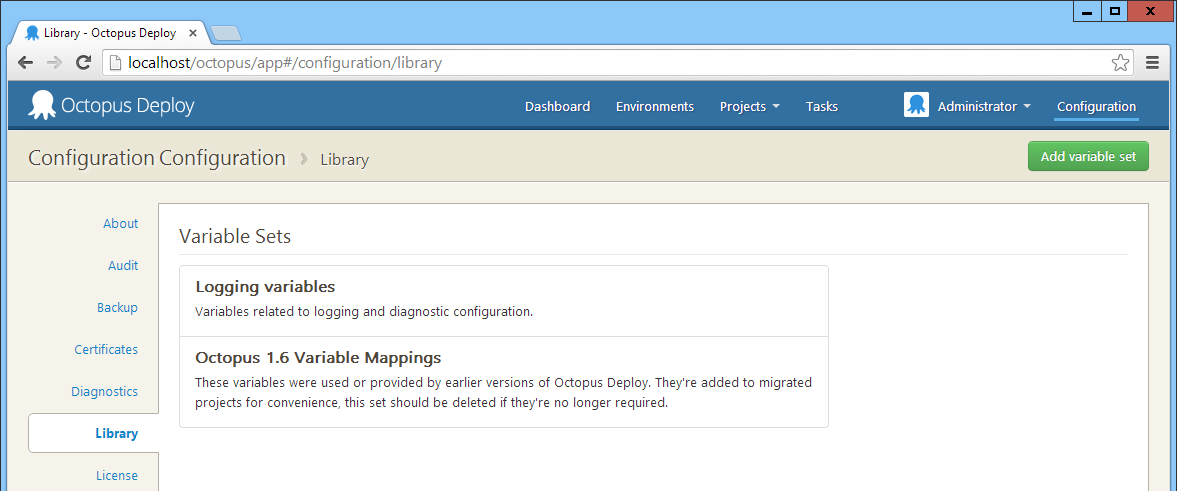 Library - Octopus Deploy
localhost/octopus/app#/configuration/library
Octopus Deploy Dashboard Environments Projects Tasks Administrator Configuration
Configuration Configuration Library Add variable set
About
Audit
Backup
Certificates
Diagnostics
Library
License
Variable Sets
Logging variables
Variables related to logging and diagnostic configuration.
Octopus 1.6 Variable Mappings
These variables were used or provided by earlier versions of Octopus Deploy. They're added to migrated
projects for convenience, this set should be deleted if they're no longer required.